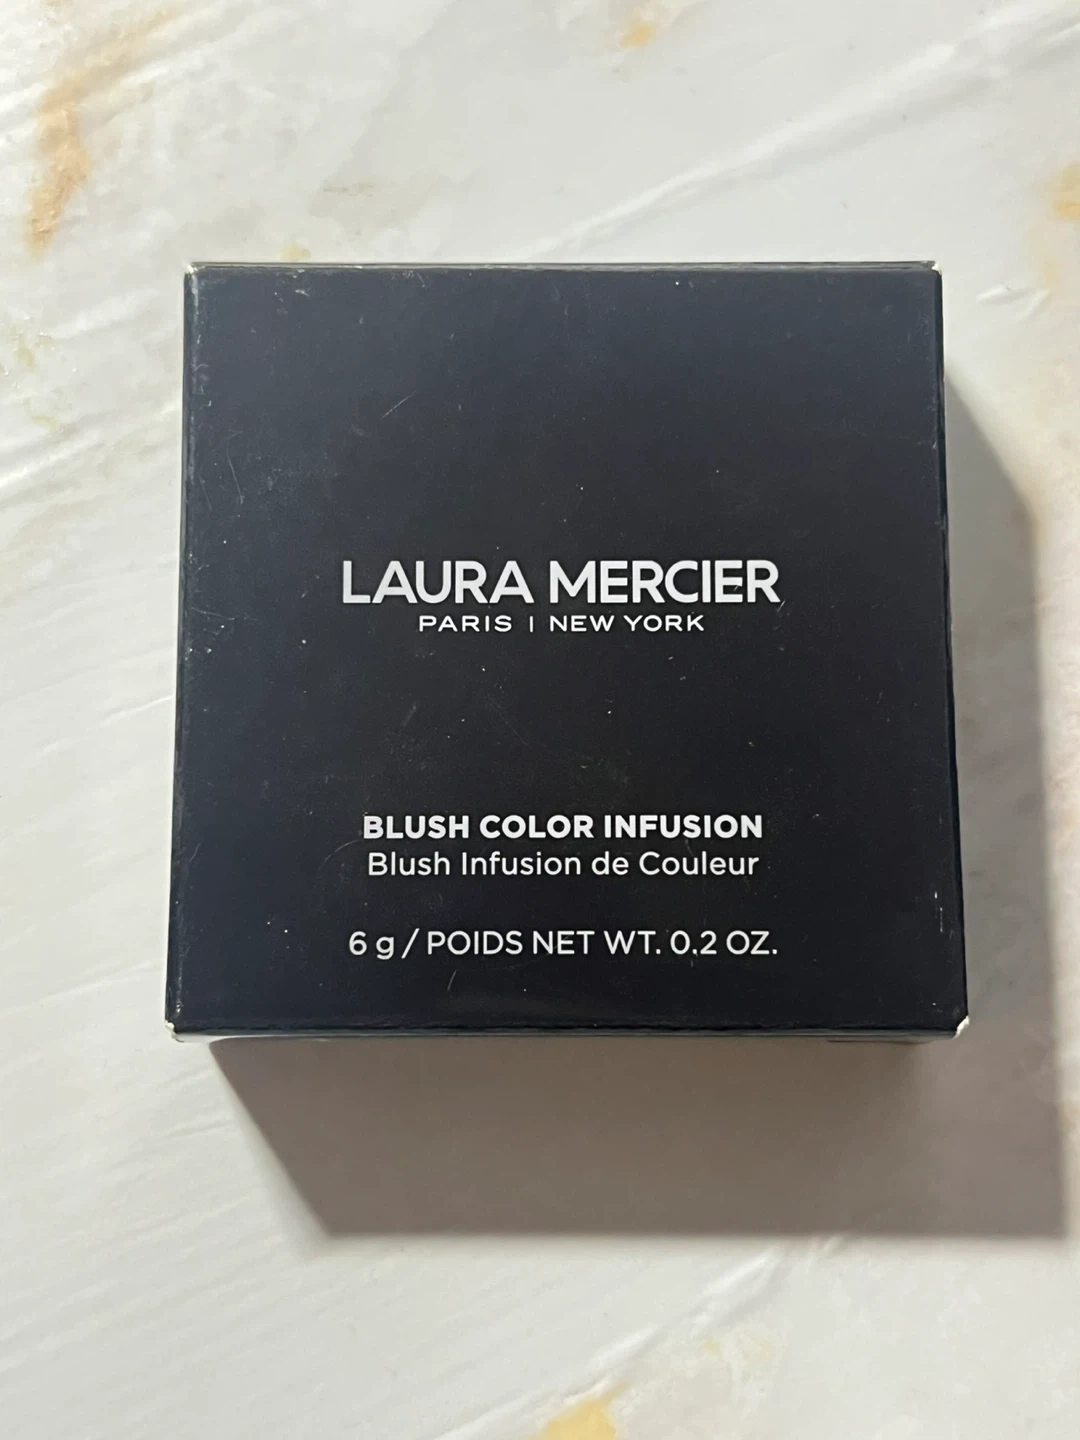 LAURA MERCIER
PARIS | NEW YORK
BLUSH COLOR INFUSION
Blush Infusion de Couleur
6 g / POIDS NET WT. 0.2 OZ.